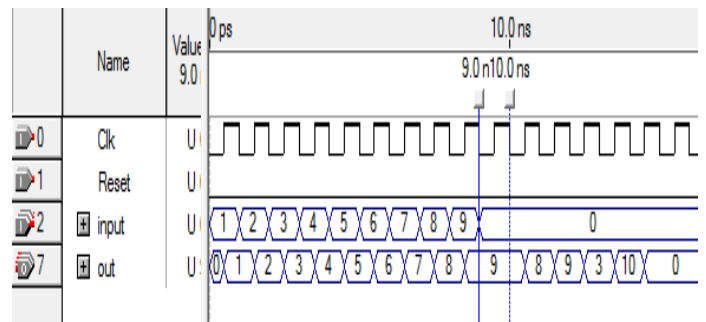 0 ps 10.0 ns
Name Value 9.0 9.0 n10.0 ns
0 Clk U
1 Reset U
2 input U 1 2 3 4 5 6 7 8 9 0
7 out U 0 1 2 3 4 5 6 7 8 9 8 9 3 10 0